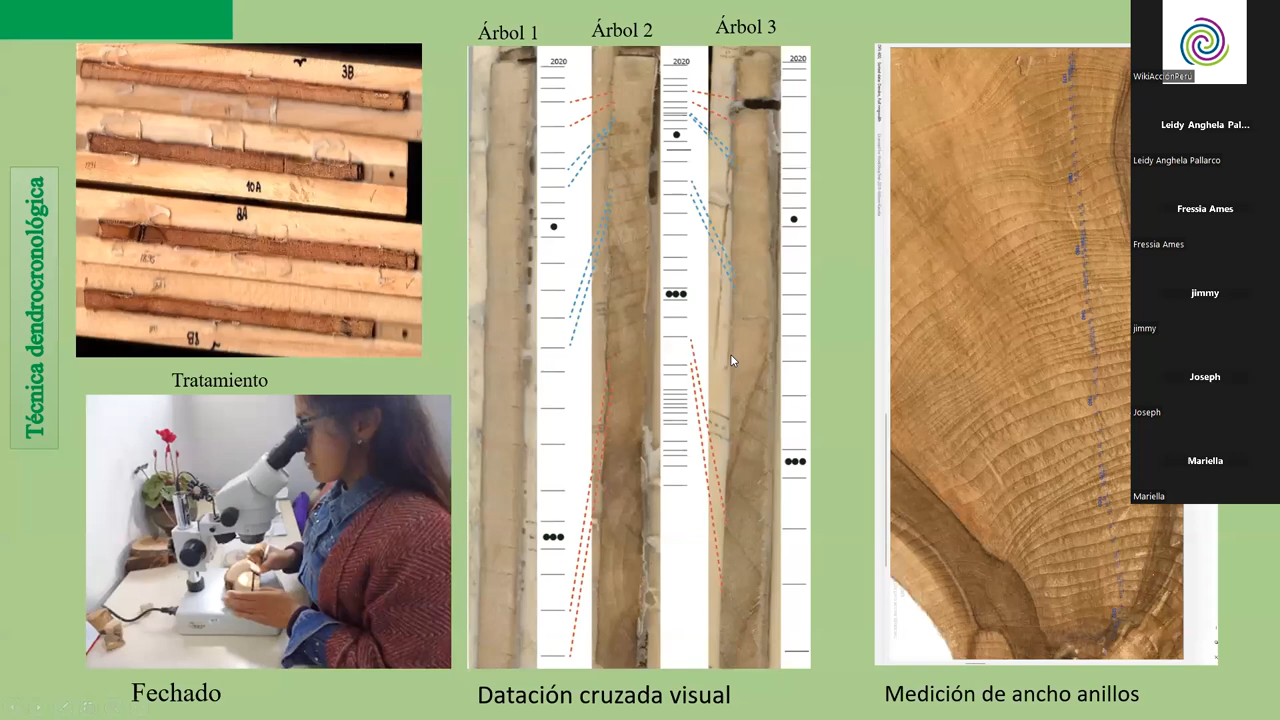 Técnica dendrocronológica
3B
10A
8A
1B
Tratamiento
Fechado
Árbol 1
Árbol 2
Árbol 3
2020
2020
2020
Datación cruzada visual
Medición de ancho anillos
WikiAcciónPerú
Leidy Anghela Pal...
Leidy Anghela Pallarco
Fressia Ames
Fressia Ames
jimmy
jimmy
Joseph
Joseph
Mariella
Mariella